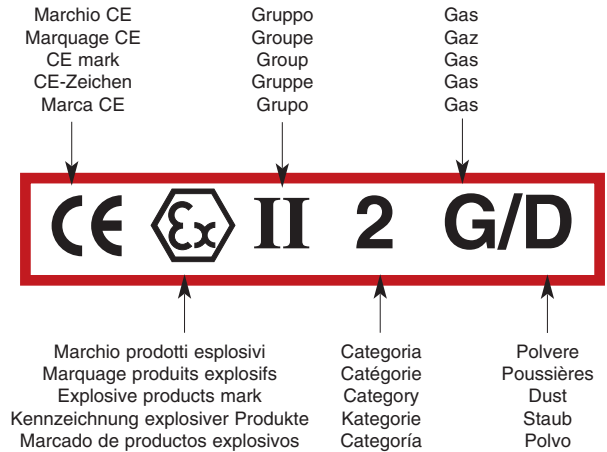 Marchio CE
Marquage CE
CE mark
CE-Zeichen
Marca CE
Gruppo
Groupe
Group
Gruppe
Grupo
Gas
Gaz
Gas
Gas
Gas
CE Ex II 2 G/D
Marchio prodotti esplosivi
Marquage produits explosifs
Explosive products mark
Kennzeichnung explosiver Produkte
Marcado de productos explosivos
Categoria
Catégorie
Category
Kategorie
Categoría
Polvere
Poussières
Dust
Staub
Polvo